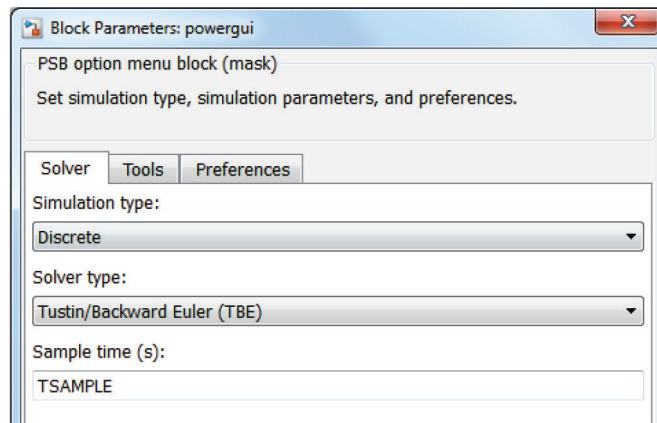 Block Parameters: powergui
PSB option menu block (mask)
Set simulation type, simulation parameters, and preferences.
Solver Tools Preferences
Simulation type:
Discrete
Solver type:
Tustin/Backward Euler (TBE)
Sample time (s):
TSAMPLE